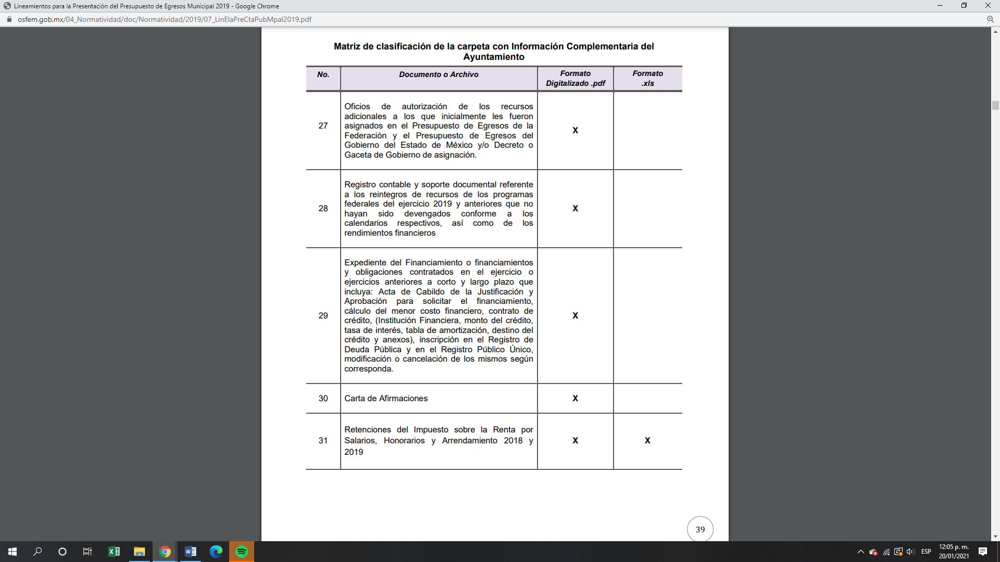 Lineamientos para la Presentación del Presupuesto de Egresos Municipal 2019 - Google Chrome
osfem.gob.mx/04_Normatividad/doc/Normatividad/2019/07_LinElaPreCtaPubMpal2019.pdf
Matriz de clasificación de la carpeta con Información Complementaria del
Ayuntamiento
No.
Documento o Archivo
Formato
Digitalizado .pdf
Formato
.xls
27
Oficios de autorización de los recursos
adicionales a los que inicialmente les fueron
asignados en el Presupuesto de Egresos de la
Federación y el Presupuesto de Egresos del
Gobierno del Estado de México y/o Decreto o
Gaceta de Gobierno de asignación.
X
28
Registro contable y soporte documental referente
a los reintegros de recursos de los programas
federales del ejercicio 2019 y anteriores que no
hayan sido devengados conforme a los
calendarios respectivos, así como de los
rendimientos financieros
X
29
Expediente del Financiamiento o financiamientos
y obligaciones contratados en el ejercicio o
ejercicios anteriores a corto y largo plazo que
incluya: Acta de Cabildo de la Justificación y
Aprobación para solicitar el financiamiento,
cálculo del menor costo financiero, contrato de
crédito, (Institución Financiera, monto del crédito,
tasa de interés, tabla de amortización, destino del
crédito y anexos), inscripción en el Registro de
Deuda Pública y en el Registro Público Único,
modificación o cancelación de los mismos según
corresponda.
X
30
Carta de Afirmaciones
X
31
Retenciones del Impuesto sobre la Renta por
Salarios, Honorarios y Arrendamiento 2018 y
2019
X
X
39
ESP
12:05 p. m.
20/01/2021